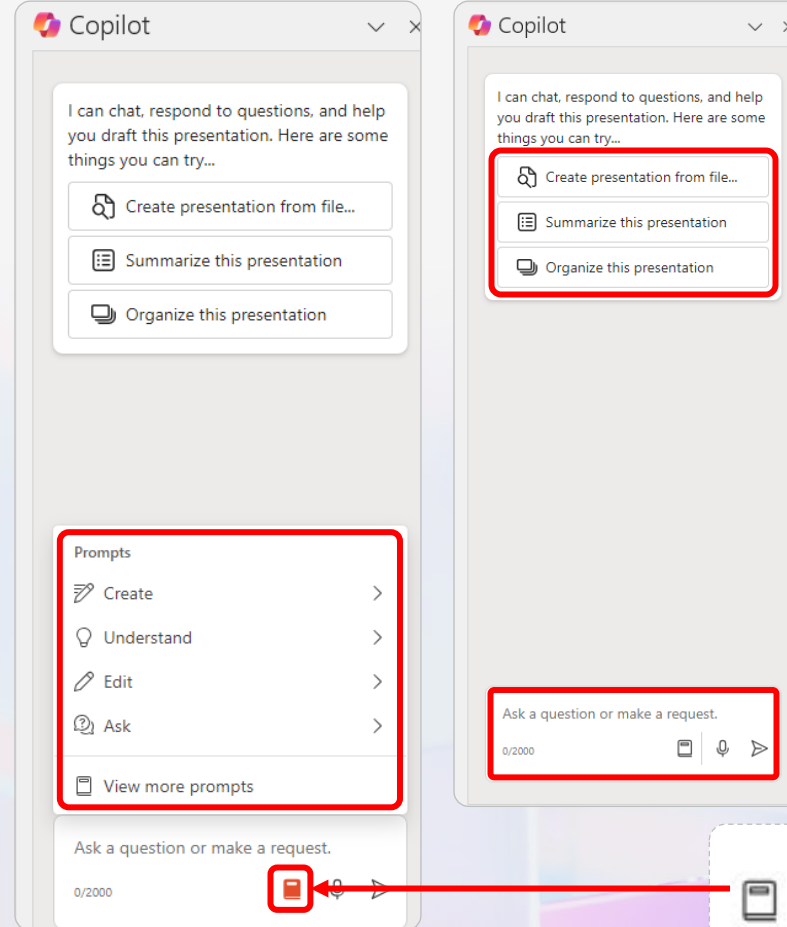 Copilot
I can chat, respond to questions, and help
you draft this presentation. Here are some
things you can try...
Create presentation from file...
Summarize this presentation
Organize this presentation
Prompts
Create
Understand
Edit
Ask
View more prompts
Ask a question or make a request.
0/2000
Copilot
I can chat, respond to questions, and help
you draft this presentation. Here are some
things you can try...
Create presentation from file...
Summarize this presentation
Organize this presentation
Ask a question or make a request.
0/2000